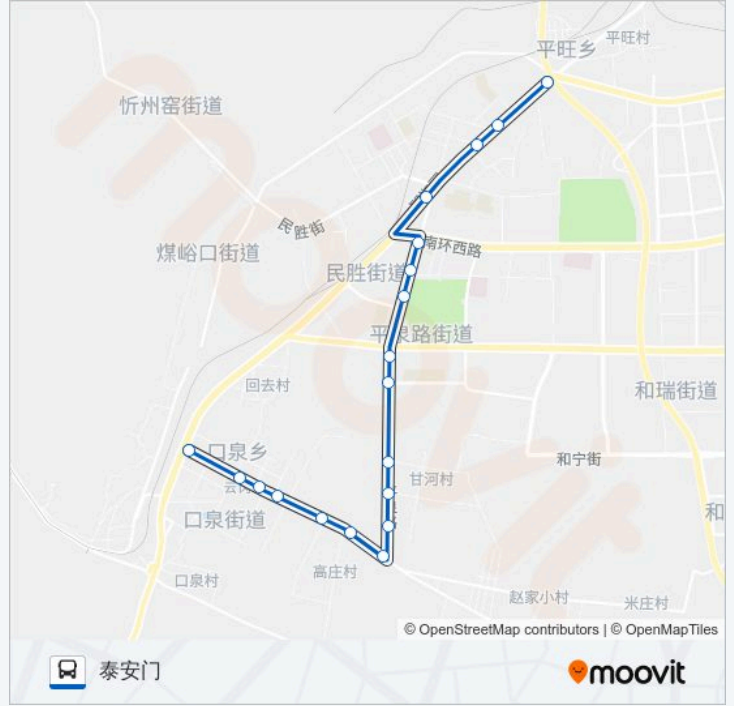 平旺乡
平旺村
忻州窑街道
民胜街
煤峪口街道
南环西路
民胜街道
平泉路街道
回去村
和瑞街道
口泉乡
和宁街
甘河村
口泉街道
和
高庄村
口泉村
赵家小村
米庄村
© OpenStreetMap contributors | © OpenMapTiles
泰安门
moovit